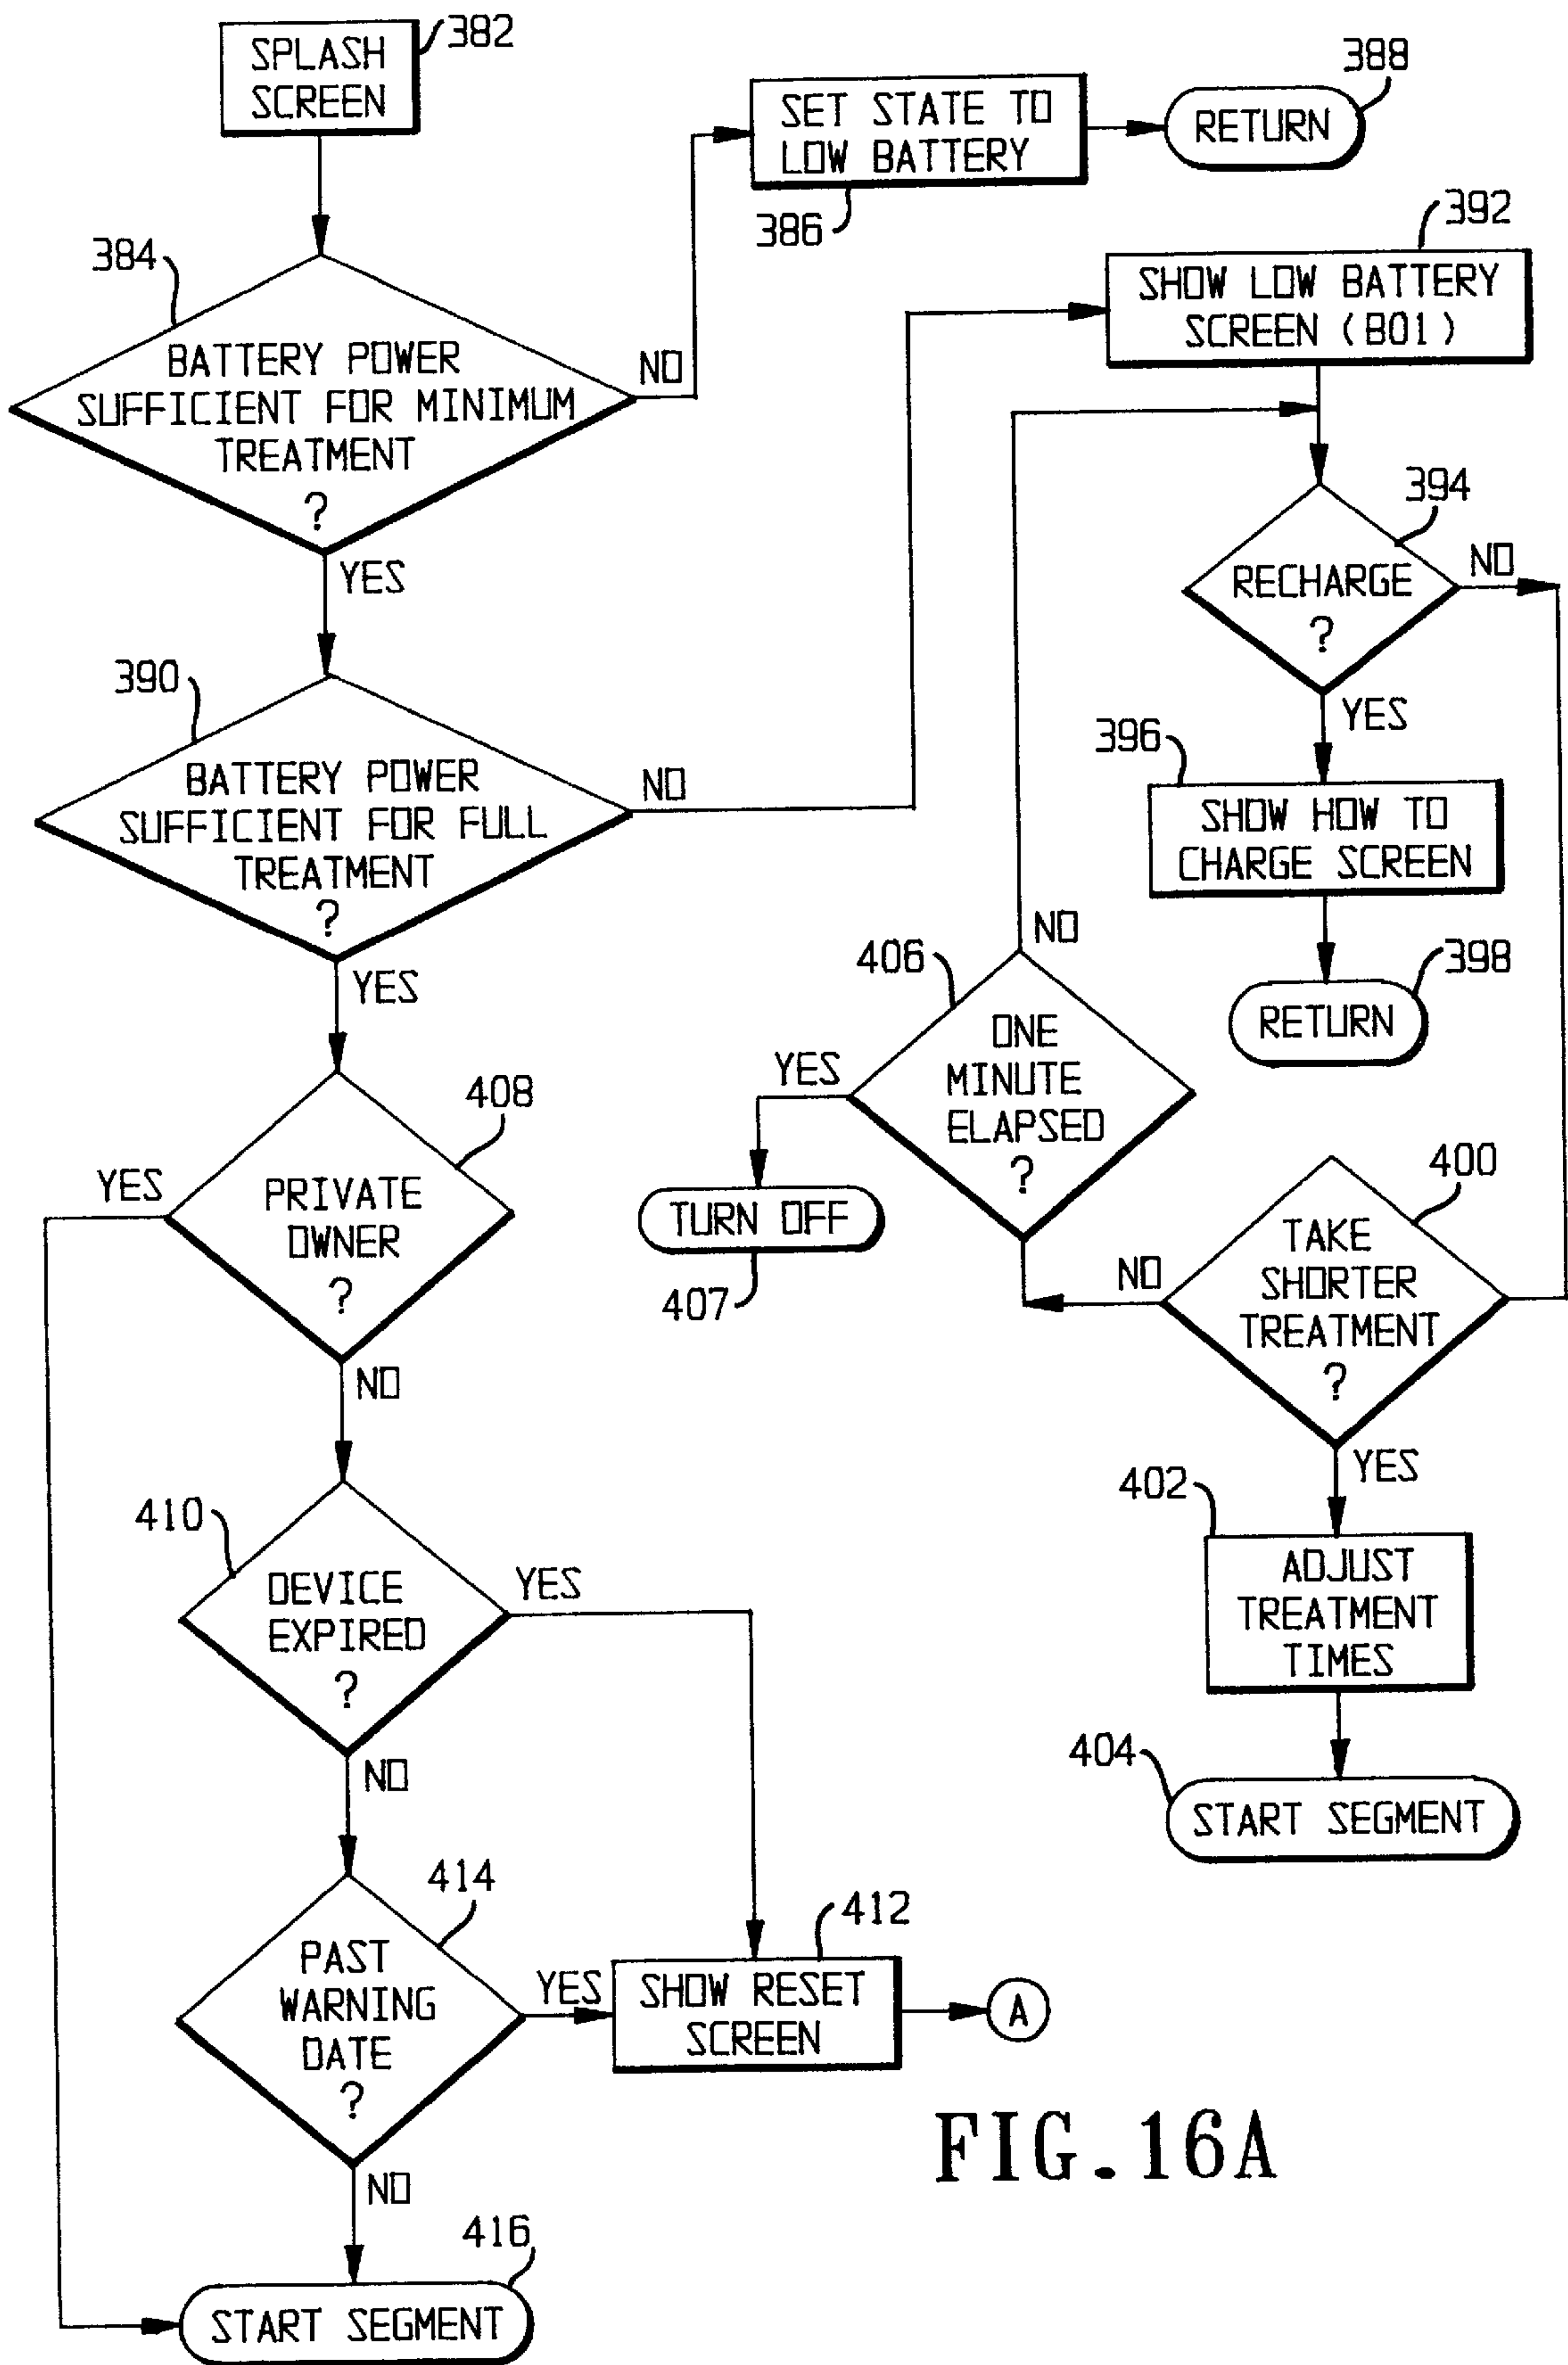 SPLASH
SCREEN
382
SET STATE TO
LOW BATTERY
386
RETURN
388
384
BATTERY POWER
SUFFICIENT FOR MINIMUM
TREATMENT
?
NO
YES
392
SHOW LOW BATTERY
SCREEN (B01)
394
RECHARGE
?
NO
YES
390
BATTERY POWER
SUFFICIENT FOR FULL
TREATMENT
?
NO
YES
396
SHOW HOW TO
CHARGE SCREEN
398
RETURN
406
ONE
MINUTE
ELAPSED
?
NO
YES
TURN OFF
407
408
PRIVATE
OWNER
?
YES
NO
400
TAKE
SHORTER
TREATMENT
?
NO
YES
402
ADJUST
TREATMENT
TIMES
404
START SEGMENT
410
DEVICE
EXPIRED
?
YES
NO
414
PAST
WARNING
DATE
?
YES
NO
412
SHOW RESET
SCREEN
A
416
START SEGMENT
FIG.16A